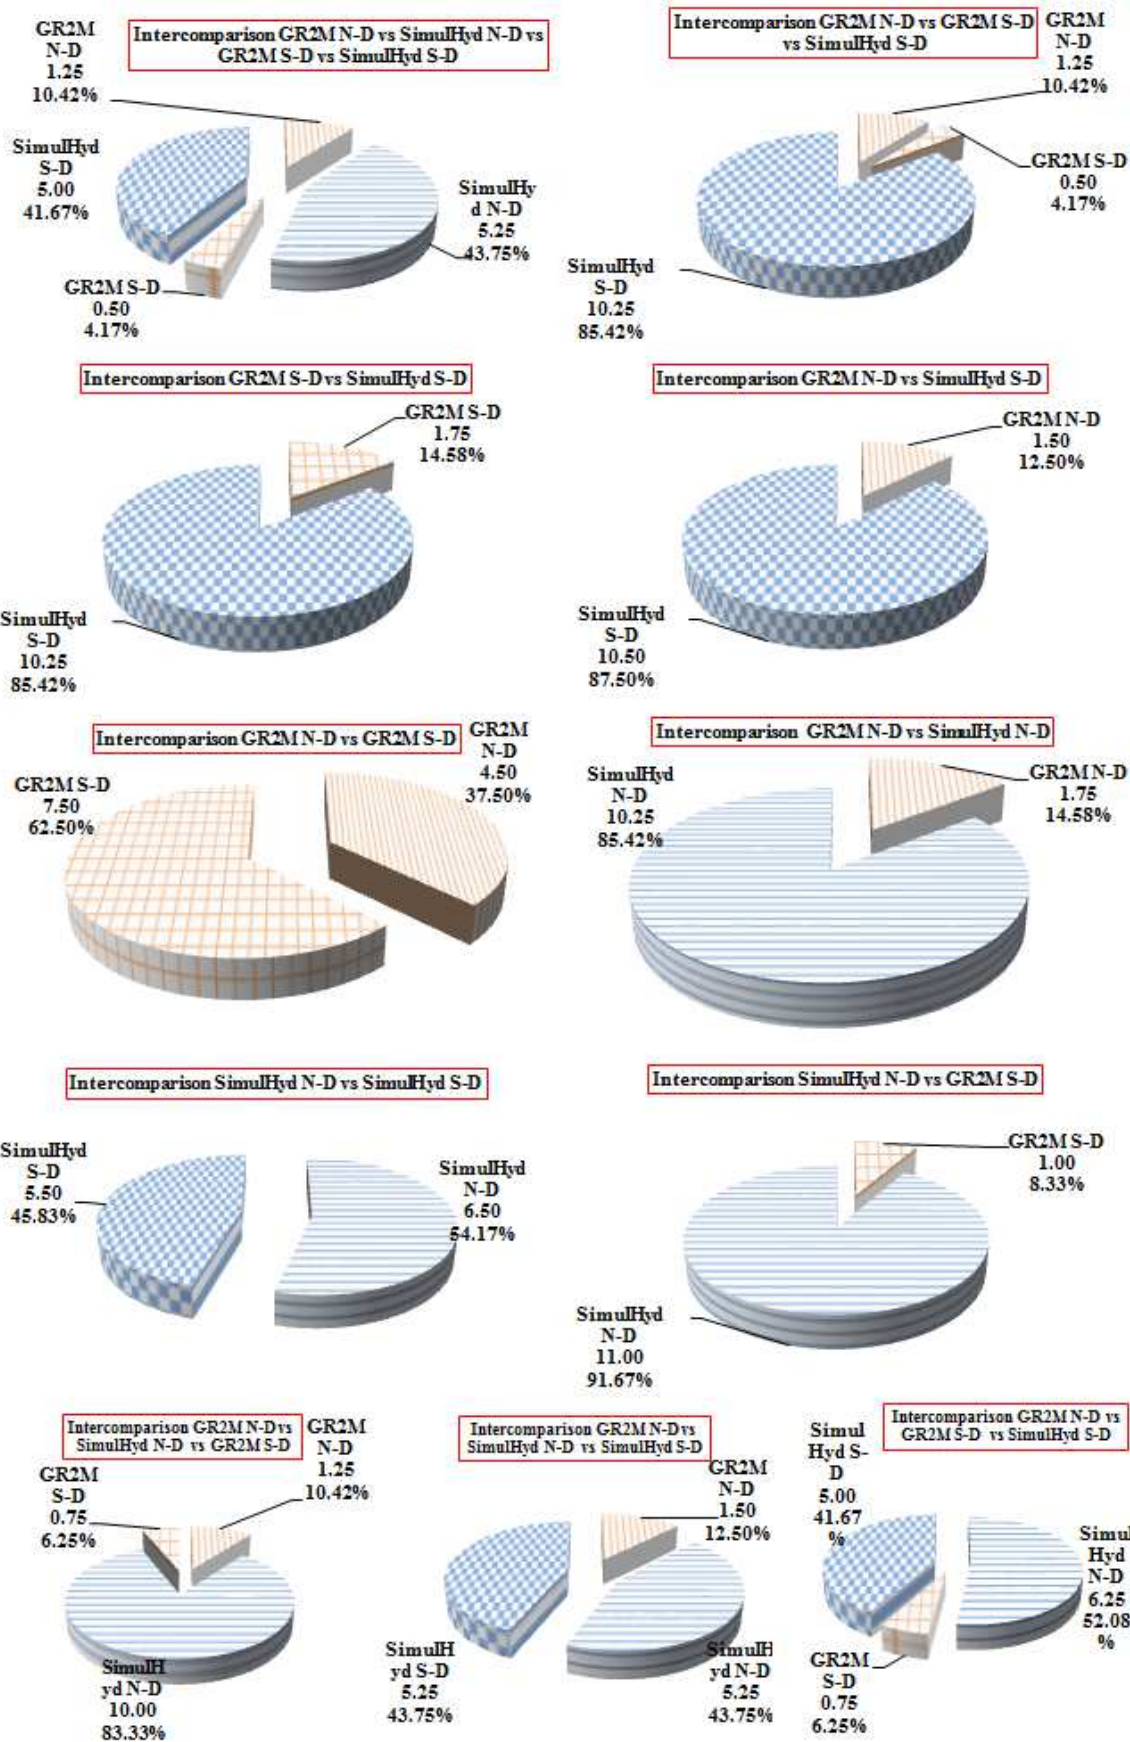 Intercomparison GR2M N-D vs SimulHyd N-D vs
GR2M S-D vs SimulHyd S-D
GR2M
N-D
1.25
10.42%
SimulHyd
S-D
5.00
41.67%
SimulHy
d N-D
5.25
43.75%
GR2M S-D
0.50
4.17%
Intercomparison GR2M N-D vs GR2M S-D
vs SimulHyd S-D
GR2M
N-D
1.25
10.42%
GR2M S-D
0.50
4.17%
SimulHyd
S-D
10.25
85.42%
Intercomparison GR2M S-D vs SimulHyd S-D
GR2M S-D
1.75
14.58%
SimulHyd
S-D
10.25
85.42%
Intercomparison GR2M N-D vs SimulHyd S-D
GR2M N-D
1.50
12.50%
SimulHyd
S-D
10.50
87.50%
Intercomparison GR2M N-D vs GR2M S-D
GR2M
N-D
4.50
37.50%
GR2M S-D
7.50
62.50%
Intercomparison GR2M N-D vs SimulHyd N-D
SimulHyd
N-D
10.25
85.42%
GR2M N-D
1.75
14.58%
Intercomparison SimulHyd N-D vs SimulHyd S-D
SimulHyd
S-D
5.50
45.83%
SimulHyd
N-D
6.50
54.17%
Intercomparison SimulHyd N-D vs GR2M S-D
GR2M S-D
1.00
8.33%
SimulHyd
N-D
11.00
91.67%
Intercomparison GR2M N-D vs
SimulHyd N-D vs GR2M S-D
GR2M
N-D
1.25
10.42%
GR2M
S-D
0.75
6.25%
SimulH
yd N-D
10.00
83.33%
Intercomparison GR2M N-D vs
SimulHyd N-D vs SimulHyd S-D
GR2M
N-D
1.50
12.50%
SimulH
yd S-D
5.25
43.75%
SimulH
yd N-D
5.25
43.75%
Intercomparison GR2M N-D vs
GR2M S-D vs SimulHyd S-D
Simul
Hyd S-
D
5.00
41.67
%
Simul
Hyd
N-D
6.25
52.08
%
GR2M
S-D
0.75
6.25%